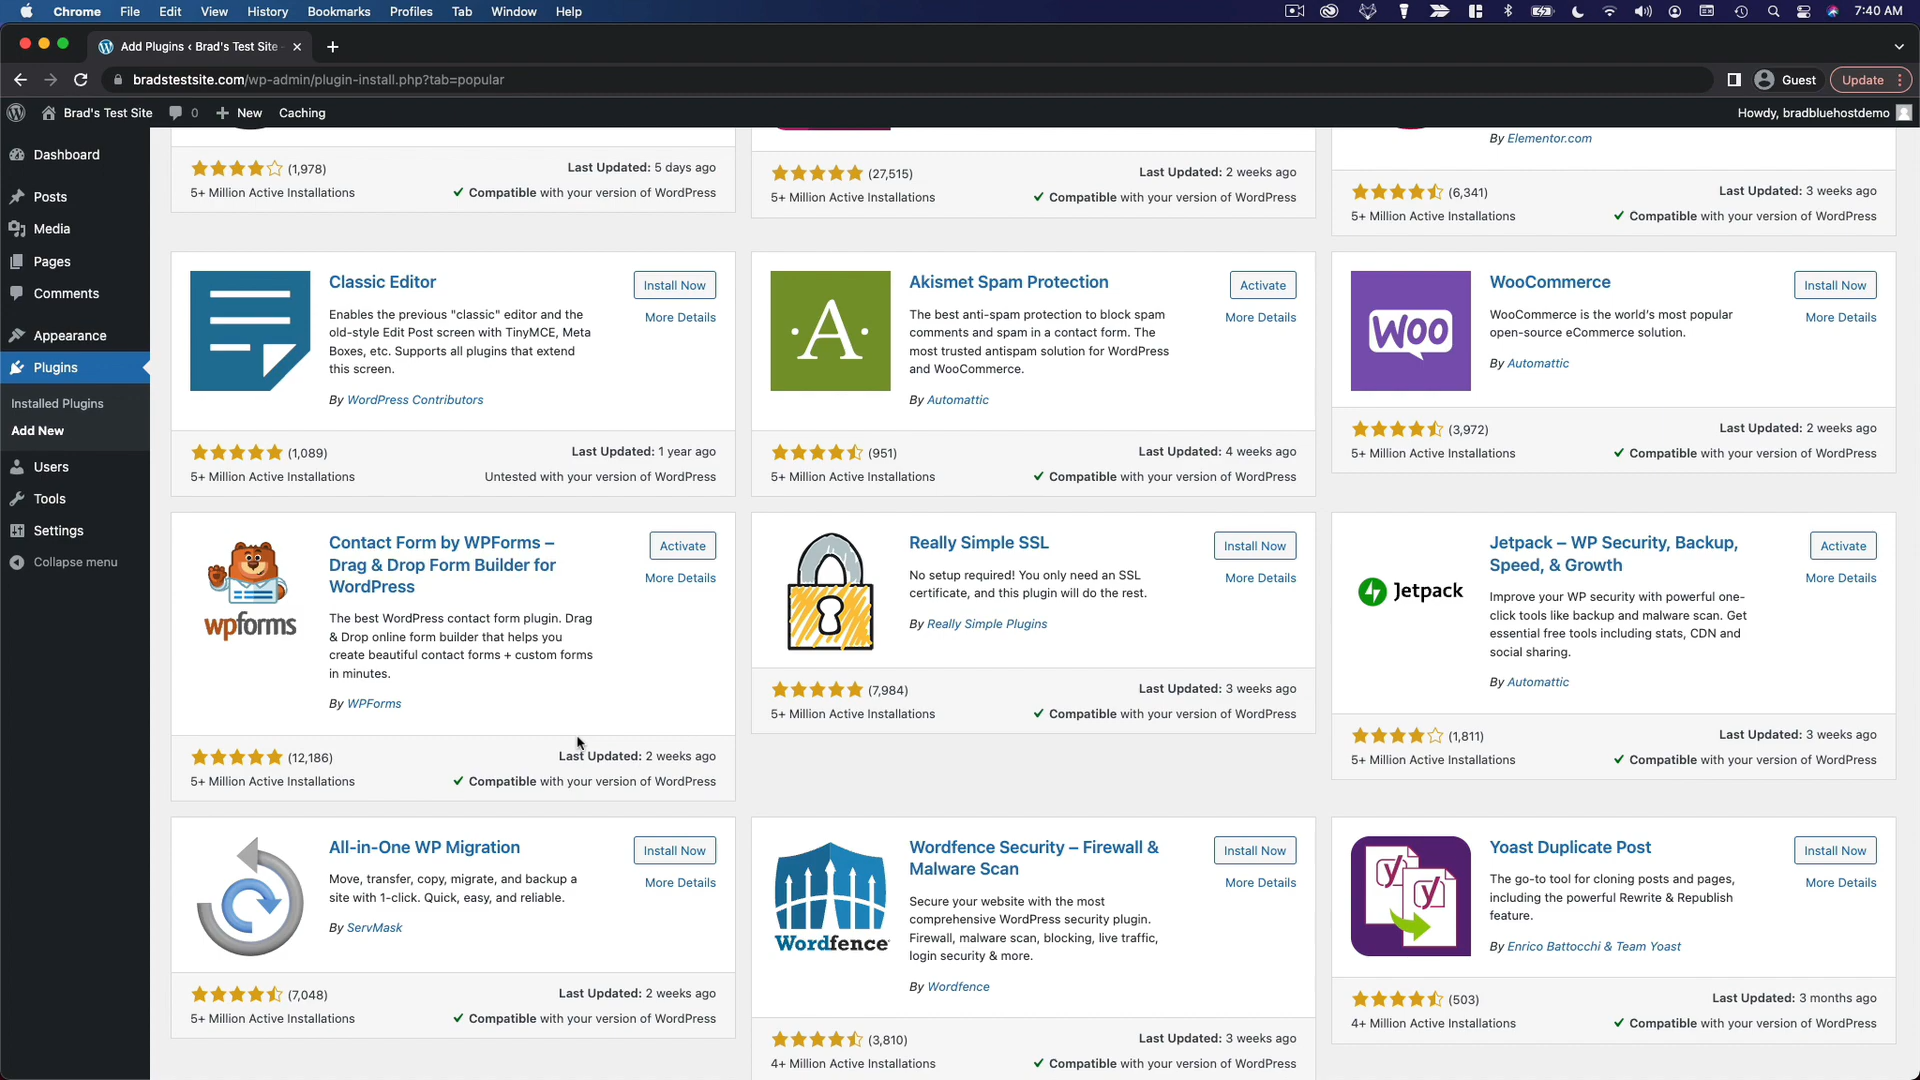 Chrome File Edit View History Bookmarks Profiles Tab Window Help 7:40 AM
Add Plugins ‹ Brad's Test Site
bradstestsite.com/wp-admin/plugin-install.php?tab=popular Guest Update
Brad's Test Site 0 New Caching Howdy, bradbluehostdemo
Dashboard
Posts
Media
Pages
Comments
Appearance
Plugins
Installed Plugins
Add New
Users
Tools
Settings
Collapse menu
(1,978) Last Updated: 5 days ago
5+ Million Active Installations Compatible with your version of WordPress
(27,515) Last Updated: 2 weeks ago
5+ Million Active Installations Compatible with your version of WordPress
By Elementor.com
(6,341) Last Updated: 3 weeks ago
5+ Million Active Installations Compatible with your version of WordPress
Classic Editor
Install Now
More Details
Enables the previous "classic" editor and the
old-style Edit Post screen with TinyMCE, Meta
Boxes, etc. Supports all plugins that extend
this screen.
By WordPress Contributors
(1,089) Last Updated: 1 year ago
5+ Million Active Installations Untested with your version of WordPress
A
Akismet Spam Protection
Activate
More Details
The best anti-spam protection to block spam
comments and spam in a contact form. The
most trusted antispam solution for WordPress
and WooCommerce.
By Automattic
(951) Last Updated: 4 weeks ago
5+ Million Active Installations Compatible with your version of WordPress
WOO
WooCommerce
Install Now
More Details
WooCommerce is the world's most popular
open-source eCommerce solution.
By Automattic
(3,972) Last Updated: 2 weeks ago
5+ Million Active Installations Compatible with your version of WordPress
wpforms
Contact Form by WPForms –
Drag & Drop Form Builder for
WordPress
Activate
More Details
The best WordPress contact form plugin. Drag
& Drop online form builder that helps you
create beautiful contact forms + custom forms
in minutes.
By WPForms
(12,186) Last Updated: 2 weeks ago
5+ Million Active Installations Compatible with your version of WordPress
Really Simple SSL
Install Now
More Details
No setup required! You only need an SSL
certificate, and this plugin will do the rest.
By Really Simple Plugins
(7,984) Last Updated: 3 weeks ago
5+ Million Active Installations Compatible with your version of WordPress
Jetpack
Jetpack – WP Security, Backup,
Speed, & Growth
Activate
More Details
Improve your WP security with powerful one-
click tools like backup and malware scan. Get
essential free tools including stats, CDN and
social sharing.
By Automattic
(1,811) Last Updated: 3 weeks ago
5+ Million Active Installations Compatible with your version of WordPress
All-in-One WP Migration
Install Now
More Details
Move, transfer, copy, migrate, and backup a
site with 1-click. Quick, easy, and reliable.
By ServMask
(7,048) Last Updated: 2 weeks ago
5+ Million Active Installations Compatible with your version of WordPress
Wordfence
Wordfence Security – Firewall &
Malware Scan
Install Now
More Details
Secure your website with the most
comprehensive WordPress security plugin.
Firewall, malware scan, blocking, live traffic,
login security & more.
By Wordfence
(3,810) Last Updated: 3 weeks ago
4+ Million Active Installations Compatible with your version of WordPress
y y
Yoast Duplicate Post
Install Now
More Details
The go-to tool for cloning posts and pages,
including the powerful Rewrite & Republish
feature.
By Enrico Battocchi & Team Yoast
(503) Last Updated: 3 months ago
4+ Million Active Installations Compatible with your version of WordPress